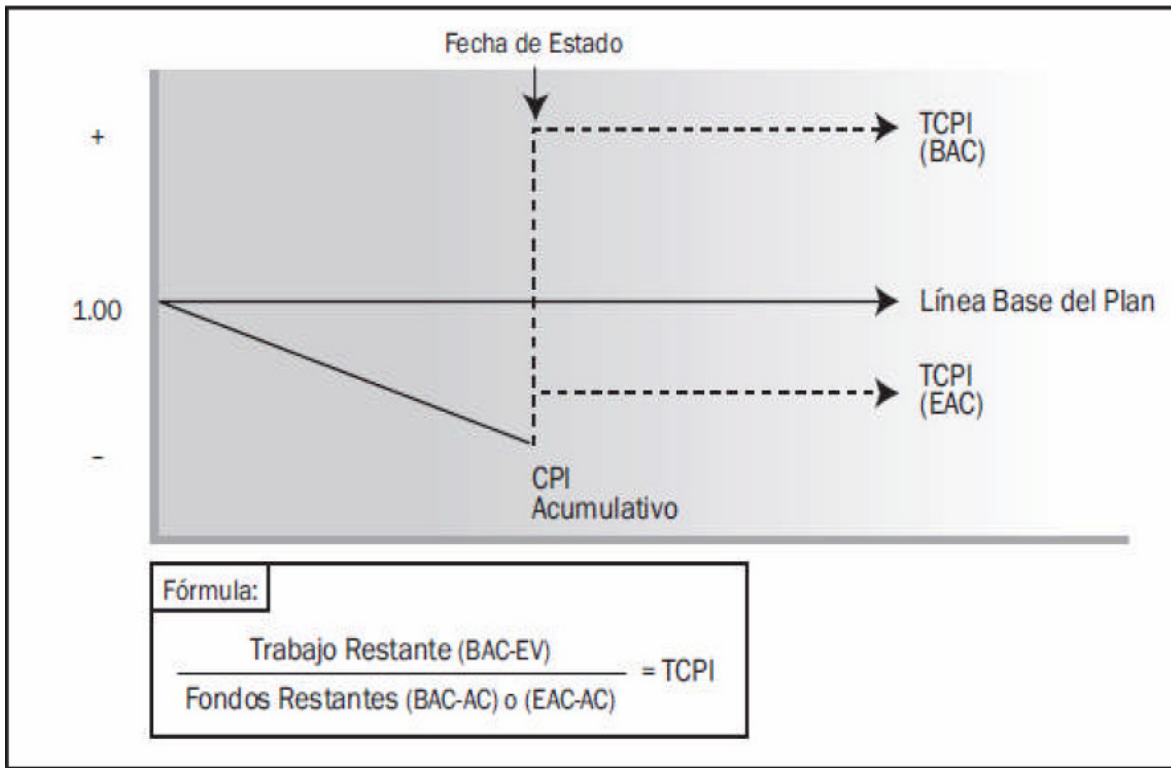 Fecha de Estado
+
TCPI
(BAC)
1.00
Línea Base del Plan
TCPI
(EAC)
–
CPI
Acumulativo
Fórmula:
Trabajo Restante (BAC-EV)
Fondos Restantes (BAC-AC) o (EAC-AC)
= TCPI